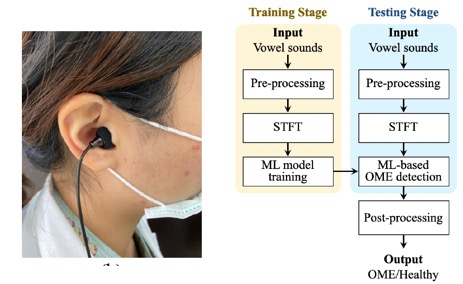 Training Stage
Testing Stage
Input
Vowel sounds
Input
Vowel sounds
Pre-processing
Pre-processing
STFT
STFT
ML model
training
ML-based
OME detection
Post-processing
Output
OME/Healthy